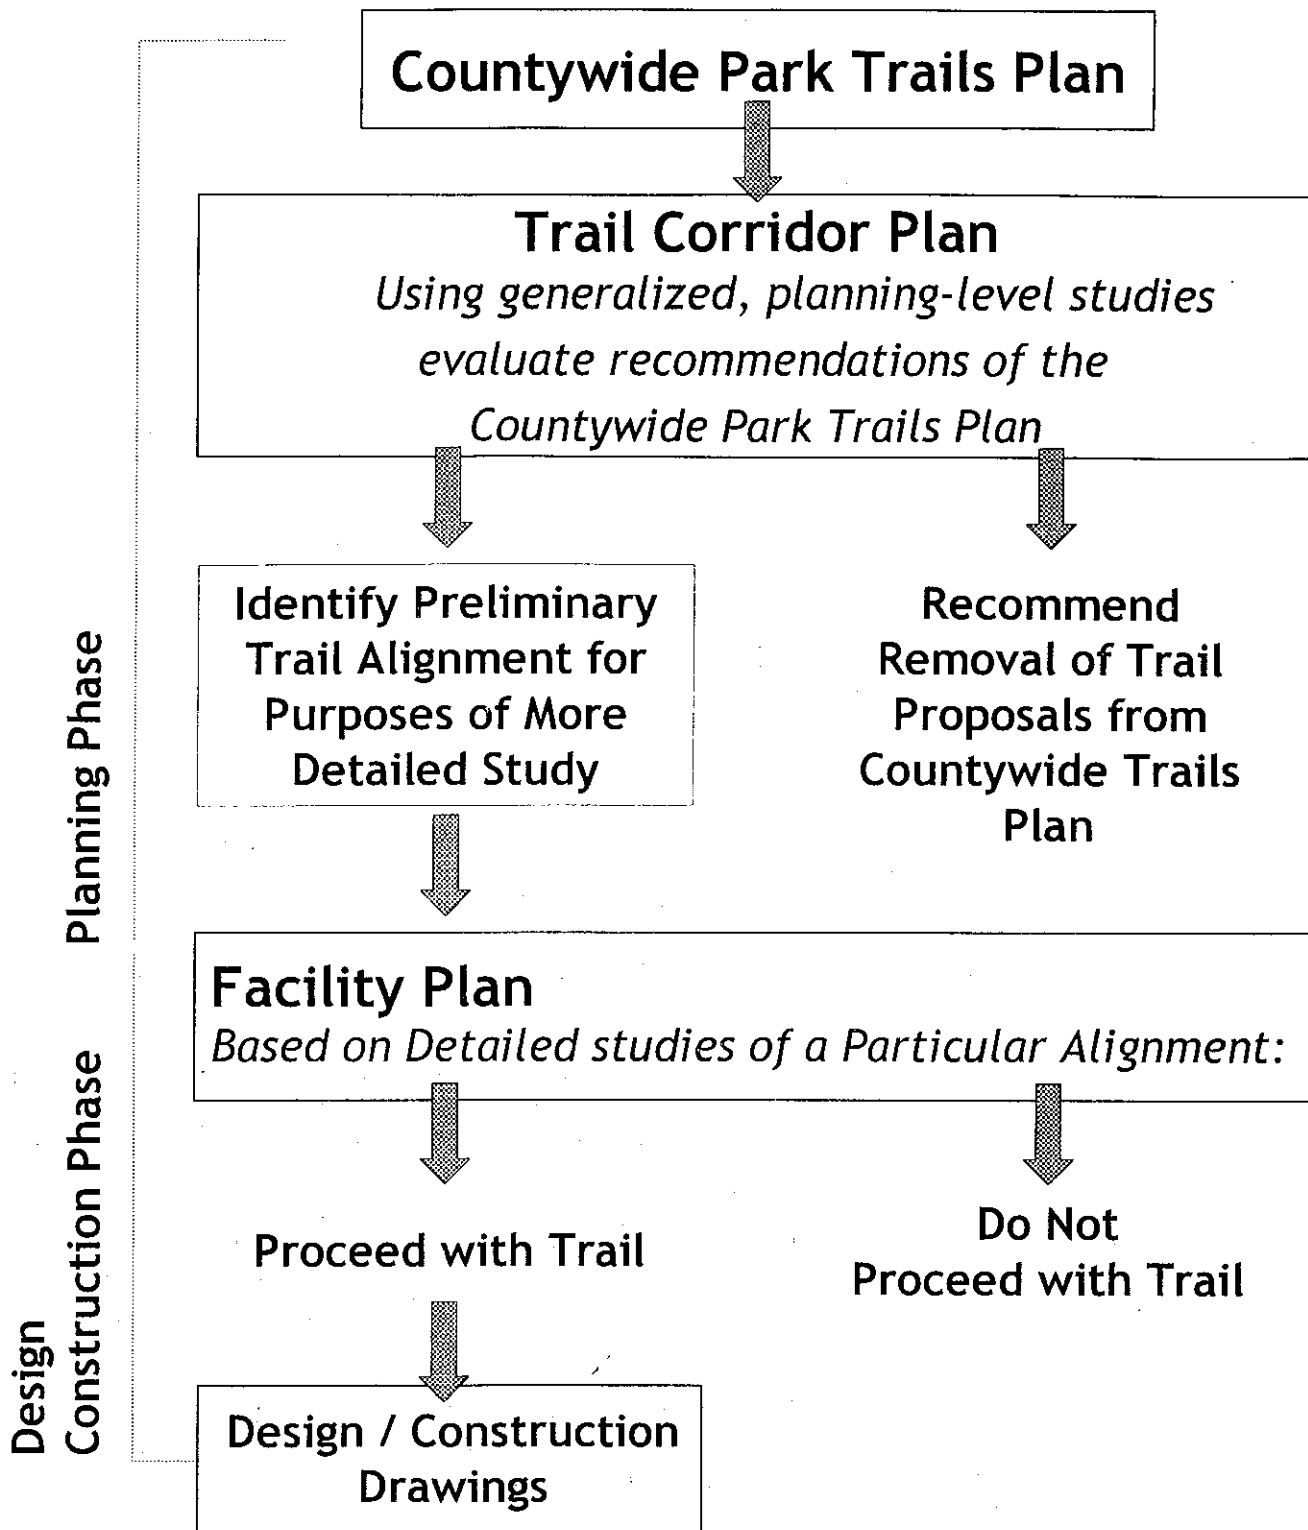 Countywide Park Trails Plan
Trail Corridor Plan
Using generalized, planning-level studies
evaluate recommendations of the
Countywide Park Trails Plan
Identify Preliminary
Trail Alignment for
Purposes of More
Detailed Study
Recommend
Removal of Trail
Proposals from
Countywide Trails
Plan
Planning Phase
Facility Plan
Based on Detailed studies of a Particular Alignment:
Proceed with Trail
Do Not
Proceed with Trail
Design
Construction Phase
Design / Construction
Drawings